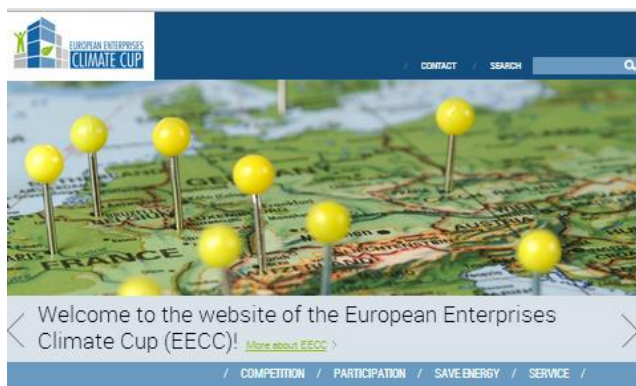 EUROPEAN ENTERPRISES
CLIMATE CUP
/ CONTACT / SEARCH
FRANCE
AUSTRIA
Welcome to the website of the European Enterprises
Climate Cup (EECC)! More about EECC >
/ COMPETITION / PARTICIPATION / SAVE ENERGY / SERVICE /